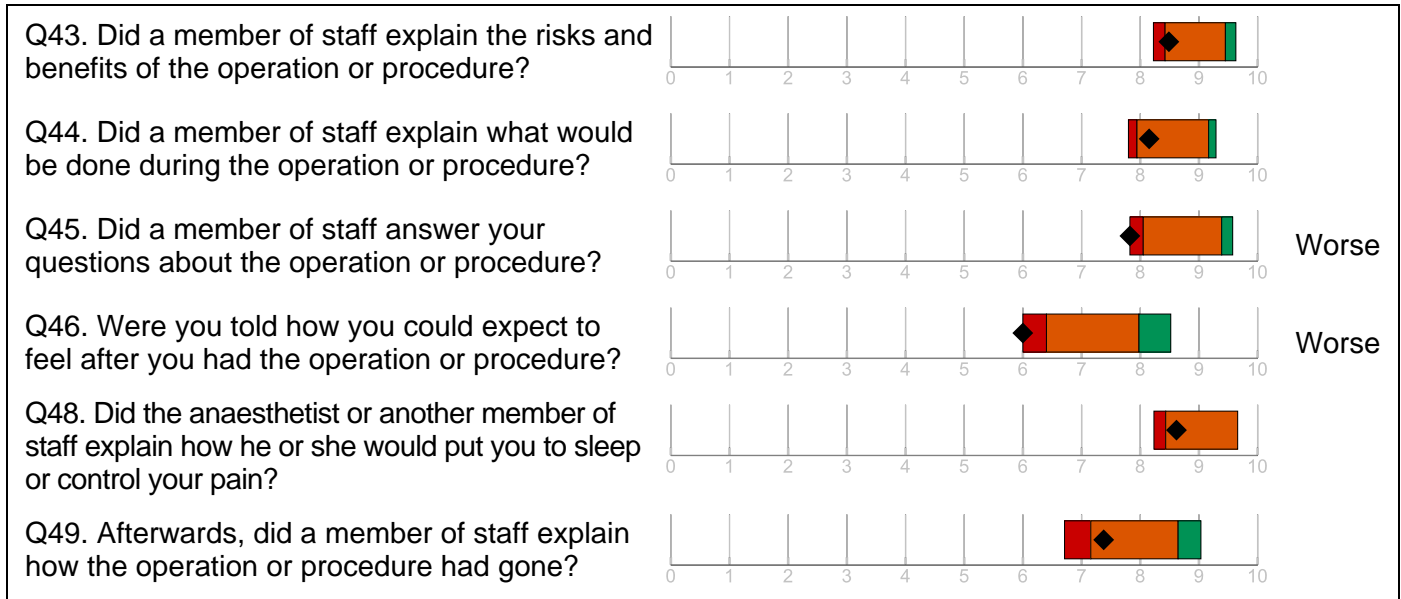 Q43. Did a member of staff explain the risks and
benefits of the operation or procedure?
0 1 2 3 4 5 6 7 8 9 10
Q44. Did a member of staff explain what would
be done during the operation or procedure?
0 1 2 3 4 5 6 7 8 9 10
Q45. Did a member of staff answer your
questions about the operation or procedure?
Worse
0 1 2 3 4 5 6 7 8 9 10
Q46. Were you told how you could expect to
feel after you had the operation or procedure?
Worse
0 1 2 3 4 5 6 7 8 9 10
Q48. Did the anaesthetist or another member of
staff explain how he or she would put you to sleep
or control your pain?
0 1 2 3 4 5 6 7 8 9 10
Q49. Afterwards, did a member of staff explain
how the operation or procedure had gone?
0 1 2 3 4 5 6 7 8 9 10